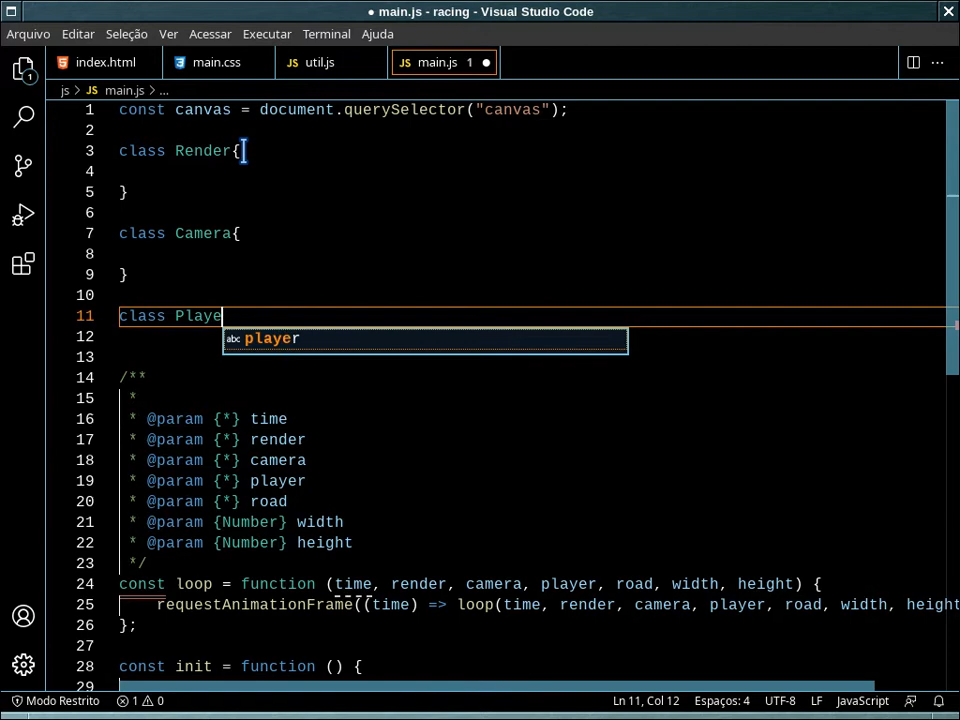 ● main.js - racing - Visual Studio Code
Arquivo Editar Seleção Ver Acessar Executar Terminal Ajuda
index.html main.css JS util.js JS main.js 1 ●
js > JS main.js > ...
1 const canvas = document.querySelector("canvas");
2
3 class Render{
4
5 }
6
7 class Camera{
8
9 }
10
11 class Playe
12 abc player
13
14 /**
15 *
16 * @param {*} time
17 * @param {*} render
18 * @param {*} camera
19 * @param {*} player
20 * @param {*} road
21 * @param {Number} width
22 * @param {Number} height
23 */
24 const loop = function (time, render, camera, player, road, width, height) {
25 requestAnimationFrame((time) => loop(time, render, camera, player, road, width, height
26 };
27
28 const init = function () {
29
1
Modo Restrito 1 0 Ln 11, Col 12 Espaços: 4 UTF-8 LF JavaScript